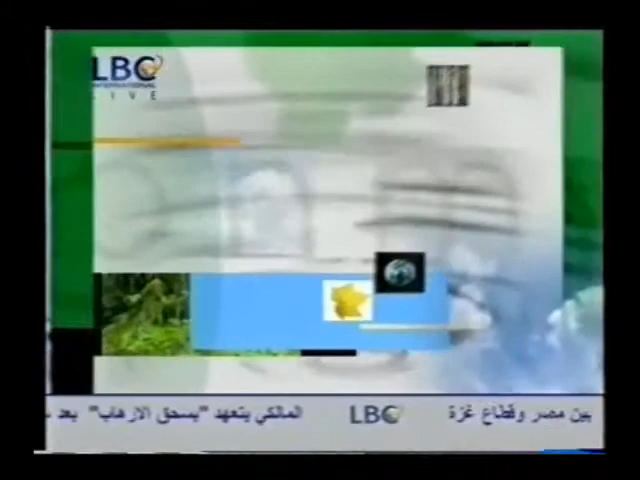 LBC
INTERNATIONAL
LIVE
بين مصر وقطاع غزة LBC المالكي يتعهد "بسحق الارهاب" بعد